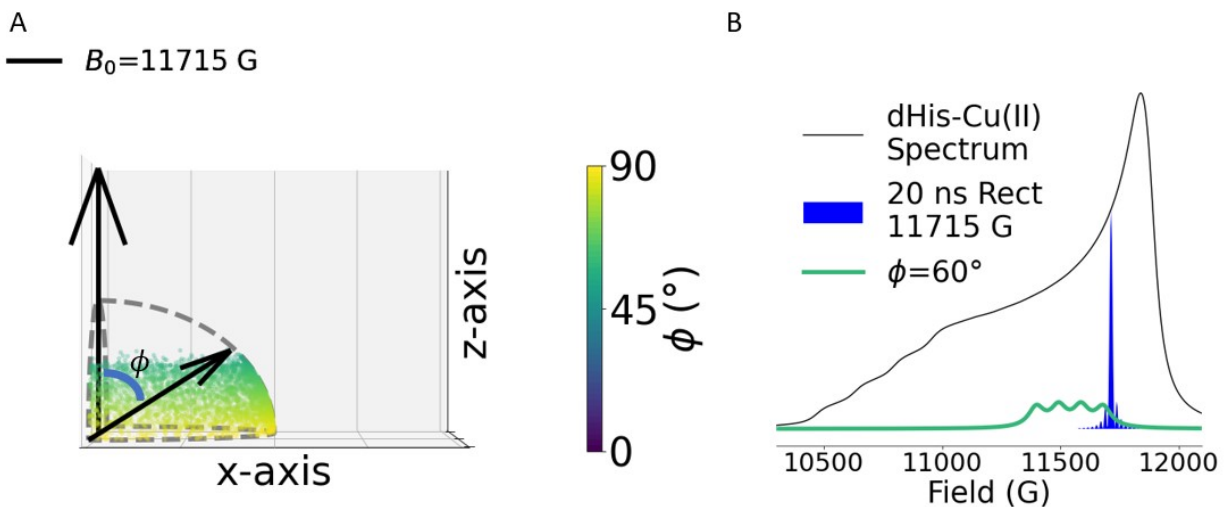 A
B₀=11715 G
ϕ
z-axis
x-axis
90
45
0
ϕ (°)
B
dHis-Cu(II)
Spectrum
20 ns Rect
11715 G
ϕ=60°
10500 11000 11500 12000
Field (G)